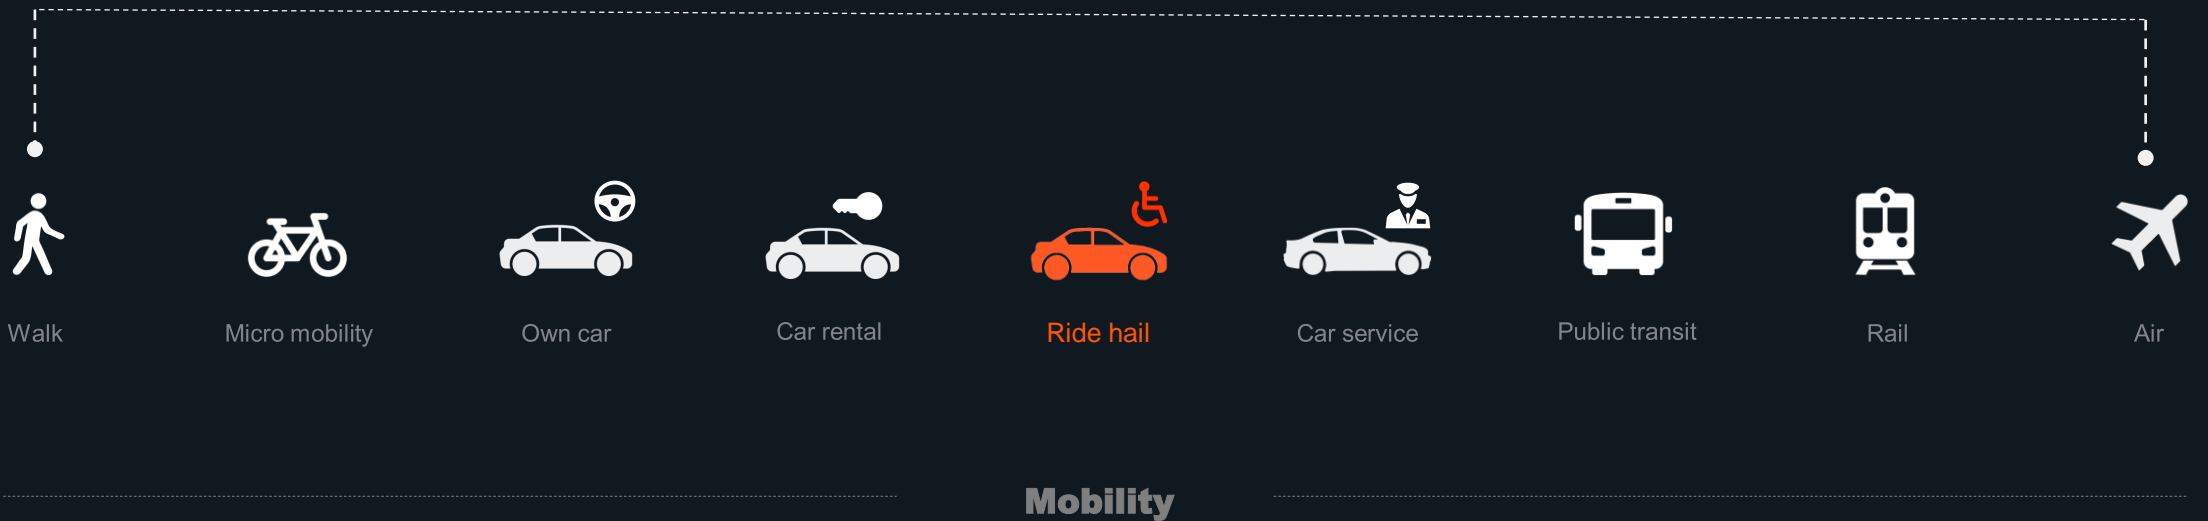 Walk
Micro mobility
Own car
Car rental
Ride hail
Car service
Public transit
Rail
Air
Mobility